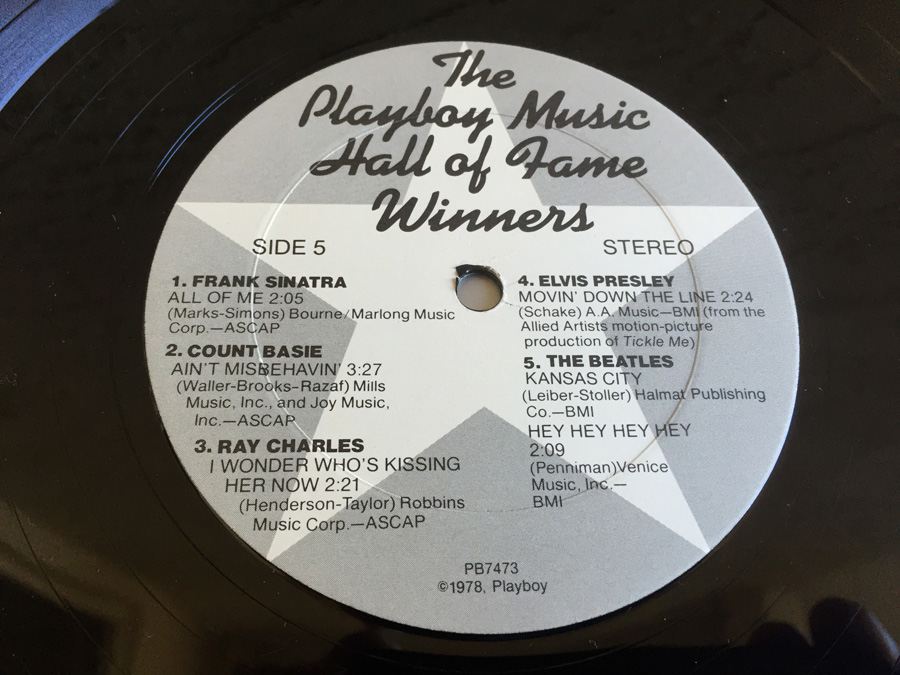 The
Playboy Music
Hall of Fame
Winners
SIDE 5
STEREO
1. FRANK SINATRA
ALL OF ME 2:05
(Marks-Simons) Bourne/Marlong Music
Corp.—ASCAP
2. COUNT BASIE
AIN'T MISBEHAVIN' 3:27
(Waller-Brooks-Razaf) Mills
Music, Inc., and Joy Music,
Inc.—ASCAP
3. RAY CHARLES
I WONDER WHO'S KISSING
HER NOW 2:21
(Henderson-Taylor) Robbins
Music Corp.—ASCAP
4. ELVIS PRESLEY
MOVIN' DOWN THE LINE 2:24
(Schake) A.A. Music—BMI (from the
Allied Artists motion-picture
production of Tickle Me)
5. THE BEATLES
KANSAS CITY
(Leiber-Stoller) Halmat Publishing
Co.—BMI
HEY HEY HEY HEY
2:09
(Penniman)Venice
Music, Inc.—
BMI
PB7473
©1978, Playboy